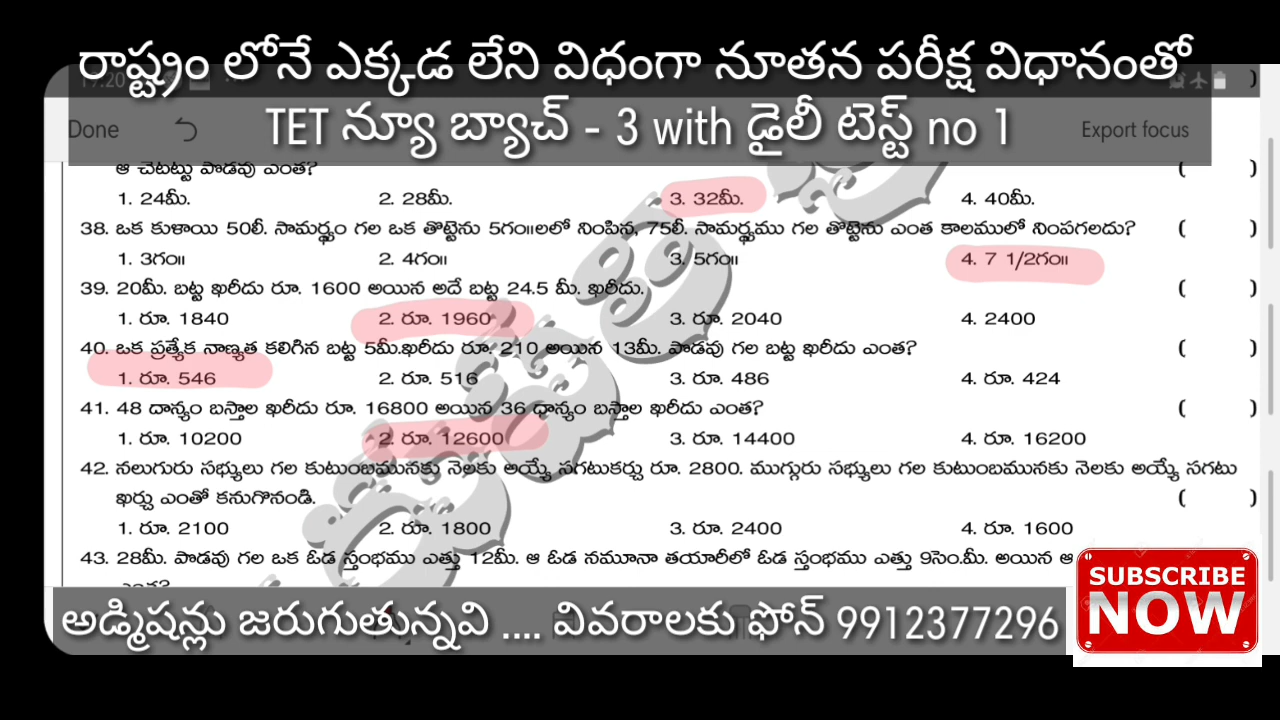 రాష్ట్రం లోనే ఎక్కడ లేని విధంగా నూతన పరీక్ష విధానంతో
TET న్యూ బ్యాచ్ - 3 with డైలీ టెస్ట్ no 1
Done
Export focus
ఆ చెటట్టు పొడవు ఎంత? ( )
1. 24మీ. 2. 28మీ. 3. 32మీ. 4. 40మీ.
38. ఒక కుళాయి 50లీ. సామర్థ్యం గల ఒక తొట్టెను 5గం॥లలో నింపిన, 75లీ. సామర్థ్యము గల తొట్టెను ఎంత కాలములో నింపగలదు? ( )
1. 3గం॥ 2. 4గం॥ 3. 5గం॥ 4. 7 1/2గం॥
39. 20మీ. బట్ట ఖరీదు రూ. 1600 అయిన అదే బట్ట 24.5 మీ. ఖరీదు. ( )
1. రూ. 1840 2. రూ. 1960 3. రూ. 2040 4. 2400
40. ఒక ప్రత్యేక నాణ్యత కలిగిన బట్ట 5మీ.ఖరీదు రూ. 210 అయిన 13మీ. పొడవు గల బట్ట ఖరీదు ఎంత? ( )
1. రూ. 546 2. రూ. 516 3. రూ. 486 4. రూ. 424
41. 48 దాన్యం బస్తాల ఖరీదు రూ. 16800 అయిన 36 ధాన్యం బస్తాల ఖరీదు ఎంత? ( )
1. రూ. 10200 2. రూ. 12600 3. రూ. 14400 4. రూ. 16200
42. నలుగురు సభ్యులు గల కుటుంబమునకు నెలకు అయ్యే సగటుకర్చు రూ. 2800. ముగ్గురు సభ్యులు గల కుటుంబమునకు నెలకు అయ్యే సగటు
ఖర్చు ఎంతో కనుగొనండి. ( )
1. రూ. 2100 2. రూ. 1800 3. రూ. 2400 4. రూ. 1600
43. 28మీ. పొడవు గల ఒక ఓడ స్తంభము ఎత్తు 12మీ. ఆ ఓడ నమూనా తయారీలో ఓడ స్తంభము ఎత్తు 9సెం.మీ. అయిన ఆ
SUBSCRIBE
NOW
అడ్మిషన్లు జరుగుతున్నవి .... వివరాలకు ఫోన్ 9912377296